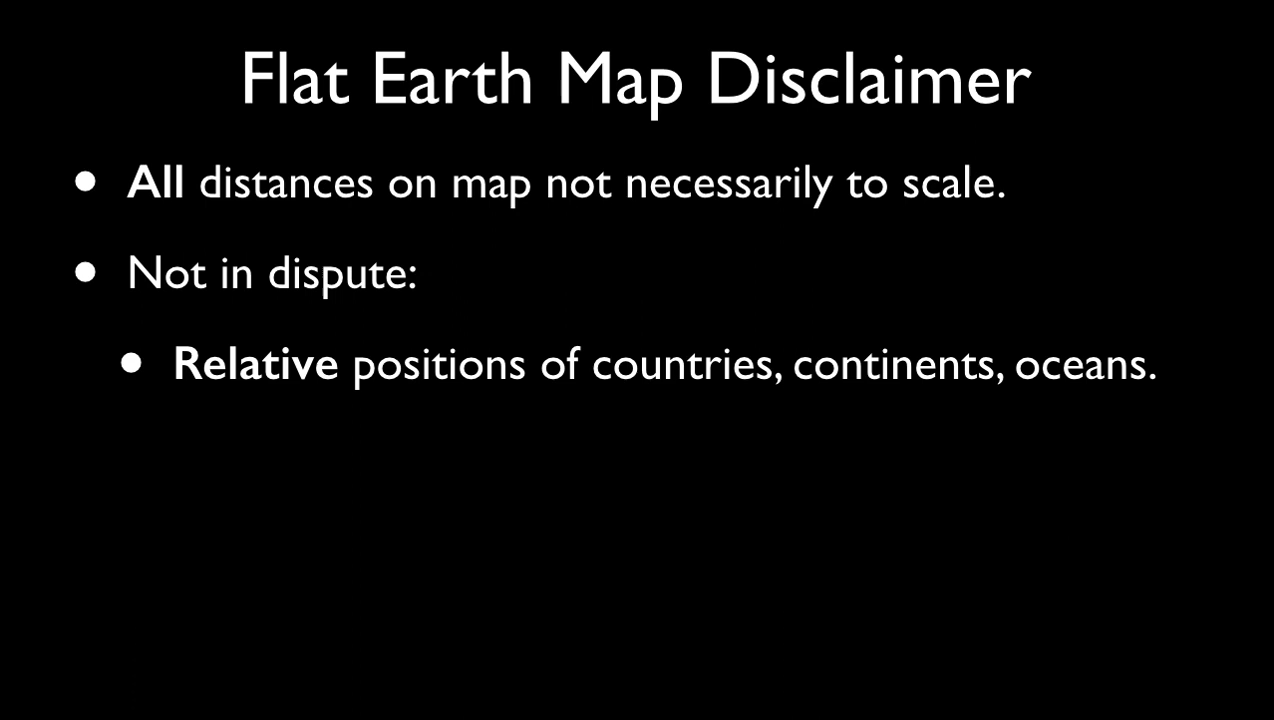 Flat Earth Map Disclaimer
• All distances on map not necessarily to scale.
• Not in dispute:
• Relative positions of countries, continents, oceans.